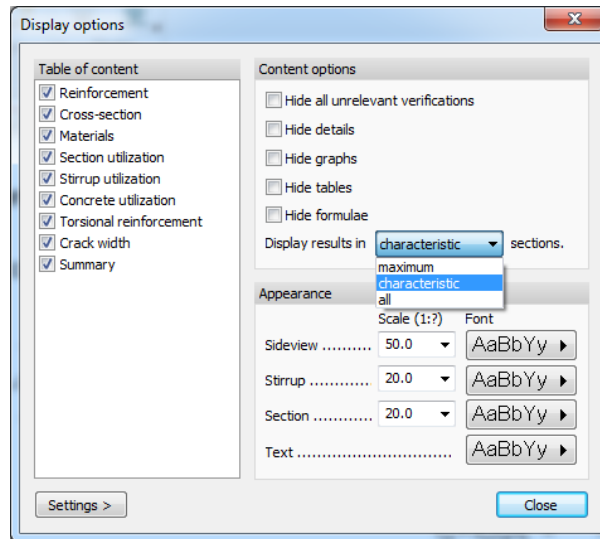 Display options
Table of content
Reinforcement
Cross-section
Materials
Section utilization
Stirrup utilization
Concrete utilization
Torsional reinforcement
Crack width
Summary
Content options
Hide all unrelevant verifications
Hide details
Hide graphs
Hide tables
Hide formulae
Display results in characteristic sections.
maximum
characteristic
all
Appearance
Scale (1:?) Font
Sideview .......... 50.0 AaBbYy
Stirrup ............. 20.0 AaBbYy
Section ............ 20.0 AaBbYy
Text ................................ AaBbYy
Settings >
Close